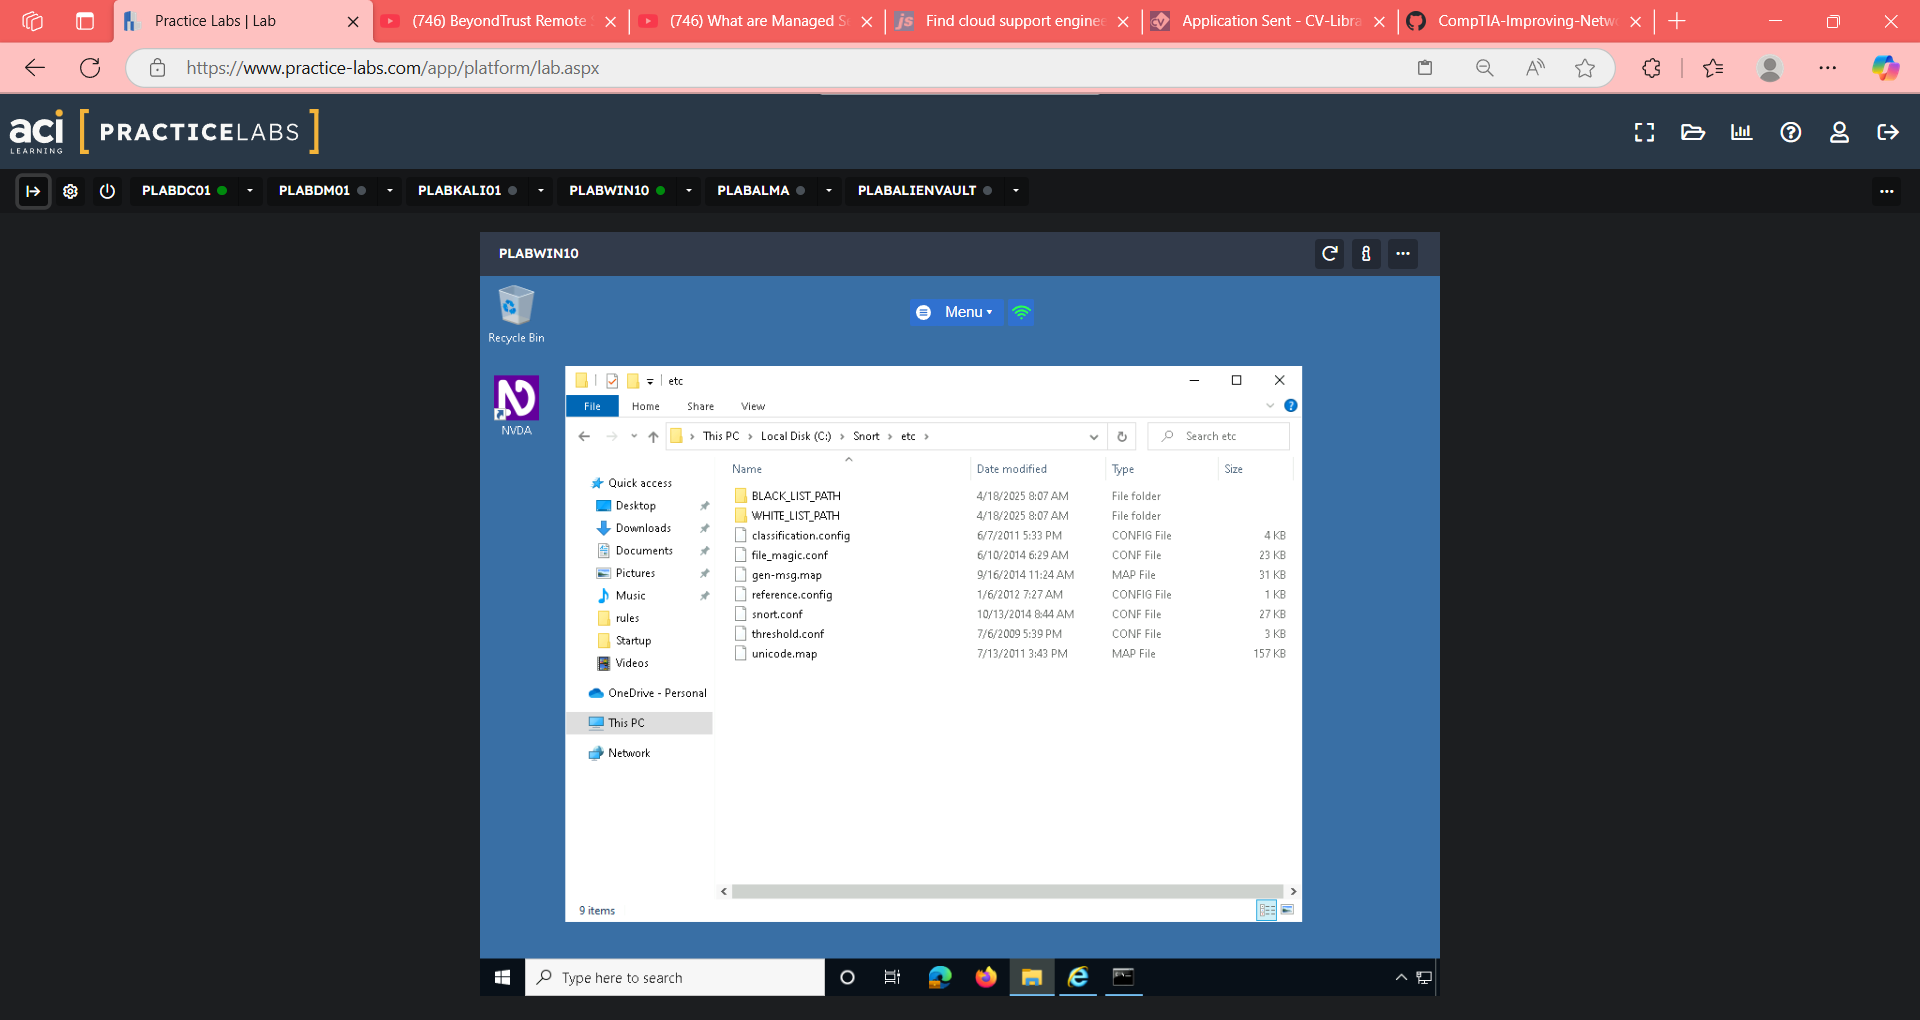 Practice Labs | Lab
(746) BeyondTrust Remote
(746) What are Managed S
Find cloud support enginee
Application Sent - CV-Libra
CompTIA-Improving-Netw
https://www.practice-labs.com/app/platform/lab.aspx
aci LEARNING [ PRACTICELABS ]
PLABDC01
PLABDM01
PLABKALI01
PLABWIN10
PLABALMA
PLABALIENVAULT
PLABWIN10
Recycle Bin
Menu
NVDA
etc
File Home Share View
This PC > Local Disk (C:) > Snort > etc >
Search etc
Name Date modified Type Size
Quick access
Desktop
Downloads
Documents
Pictures
Music
rules
Startup
Videos
OneDrive - Personal
This PC
Network
BLACK_LIST_PATH 4/18/2025 8:07 AM File folder
WHITE_LIST_PATH 4/18/2025 8:07 AM File folder
classification.config 6/7/2011 5:33 PM CONFIG File 4 KB
file_magic.conf 6/10/2014 6:29 AM CONF File 23 KB
gen-msg.map 9/16/2014 11:24 AM MAP File 31 KB
reference.config 1/6/2012 7:27 AM CONFIG File 1 KB
snort.conf 10/13/2014 8:44 AM CONF File 27 KB
threshold.conf 7/6/2009 5:39 PM CONF File 3 KB
unicode.map 7/13/2011 3:43 PM MAP File 157 KB
9 items
Type here to search